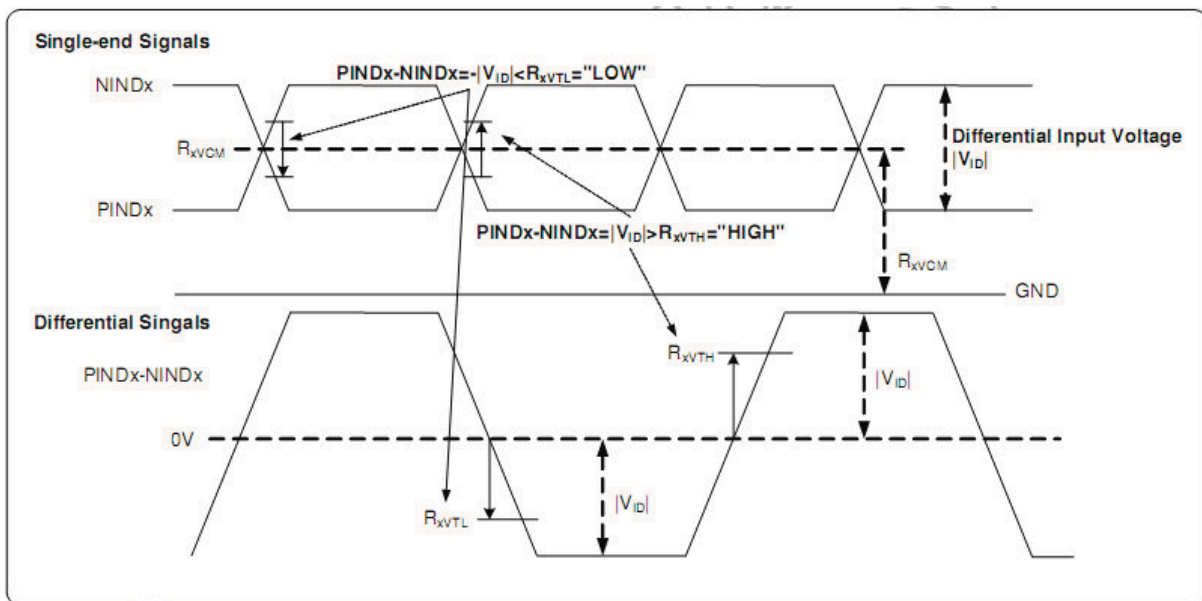 Single-end Signals
PINDx-NINDx=-|VID|<RxVTL="LOW"
NINDx
RxVCM
Differential Input Voltage
|VID|
PINDx
PINDx-NINDx=|VID|>RxVTH="HIGH"
RxVCM
GND
Differential Singals
RxVTH
PINDx-NINDx
|VID|
0V
|VID|
RxVTL